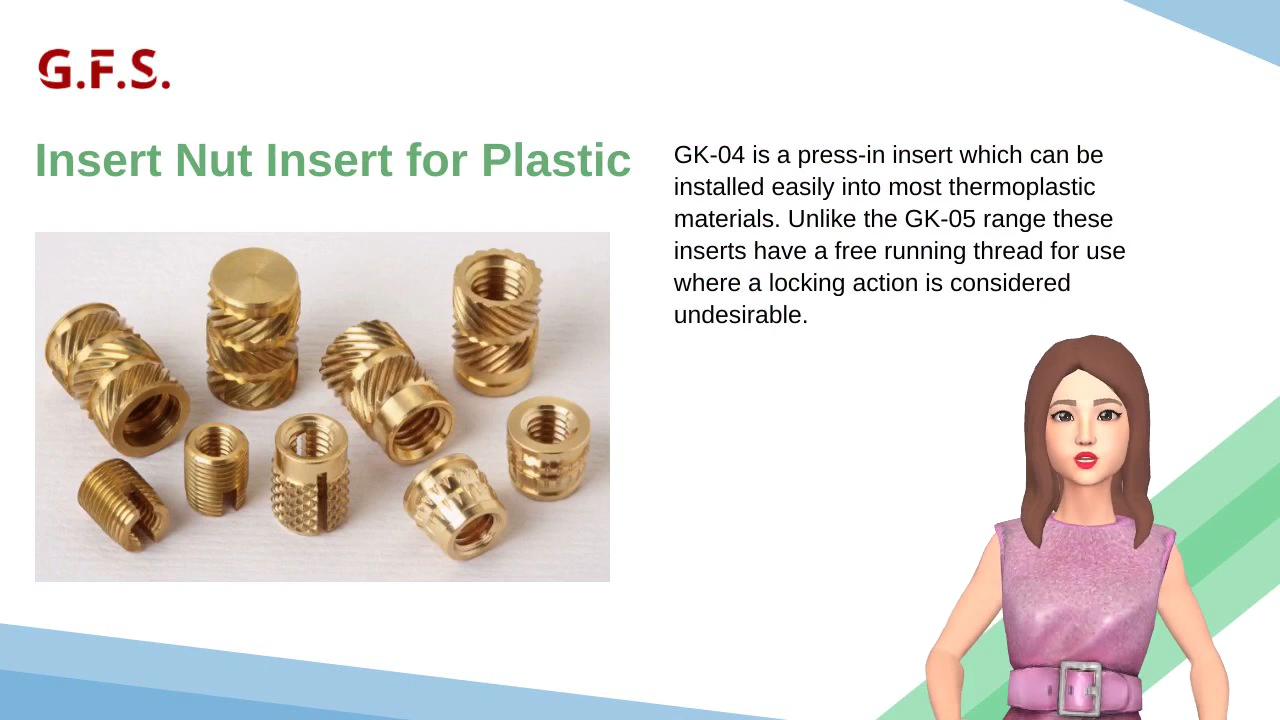 G.F.S.
Insert Nut Insert for Plastic
GK-04 is a press-in insert which can be
installed easily into most thermoplastic
materials. Unlike the GK-05 range these
inserts have a free running thread for use
where a locking action is considered
undesirable.